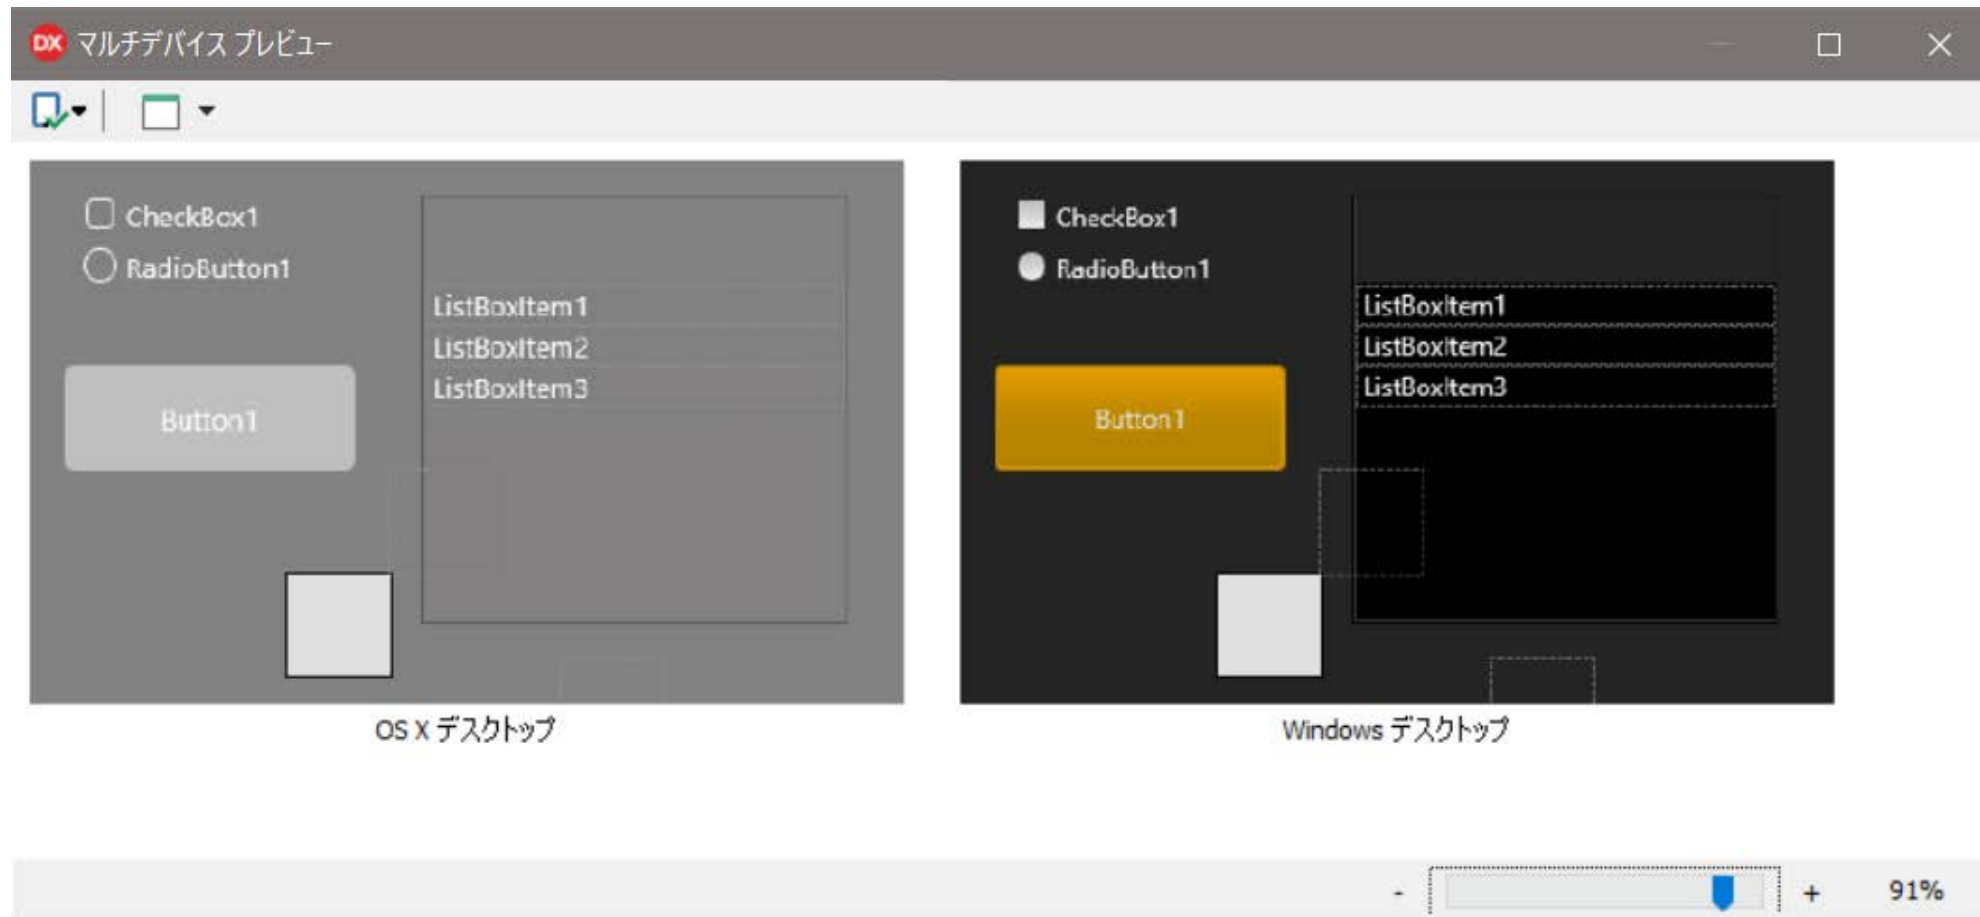 DX マルチデバイス プレビュー
CheckBox1
RadioButton1
ListBoxItem1
ListBoxItem2
ListBoxItem3
Button1
OS X デスクトップ
CheckBox1
RadioButton1
ListBoxItem1
ListBoxItem2
ListBoxItem3
Button1
Windows デスクトップ
- + 91%